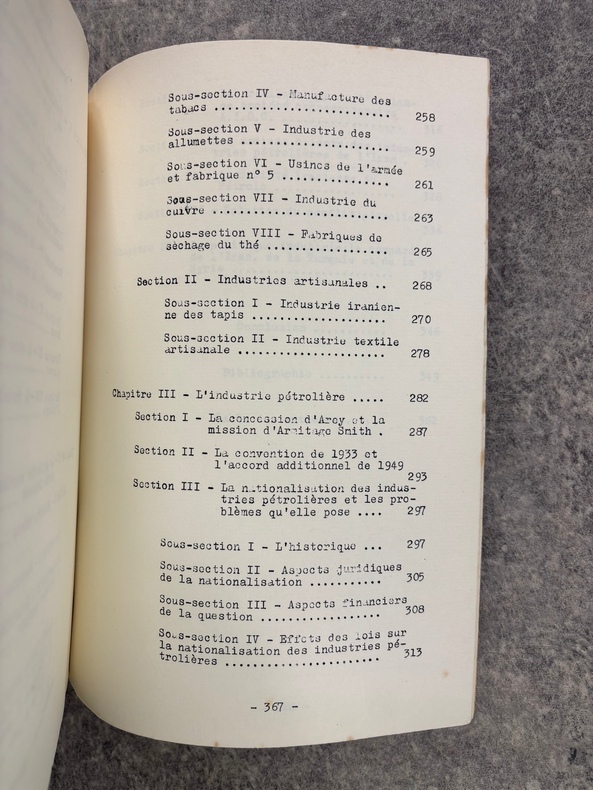 Sous-section IV - Manufacture des
tabacs ........................ 258
Sous-section V - Industrie des
allumettes .................... 259
Sous-section VI - Usines de l'armée
et fabrique n° 5 ............... 261
Sous-section VII - Industrie du
cuivre ........................ 263
Sous-section VIII - Fabriques de
sèchage du thé ................. 265
Section II - Industries artisanales .. 268
Sous-section I - Industrie iranien-
ne des tapis ................... 270
Sous-section II - Industrie textile
artisanale ..................... 278
Chapitre III - L'industrie pétrolière ..... 282
Section I - La concession d'Arcy et la
mission d'Armitage Smith . 287
Section II - La convention de 1933 et
l'accord additionnel de 1949
293
Section III - La nationalisation des indus-
tries pétrolières et les pro-
blèmes qu'elle pose .... 297
Sous-section I - L'historique ... 297
Sous-section II - Aspects juridiques
de la nationalisation ........... 305
Sous-section III - Aspects financiers
de la question ................. 308
Sous-section IV - Effets des lois sur
la nationalisation des industries pé-
trolières ...................... 313
- 367 -